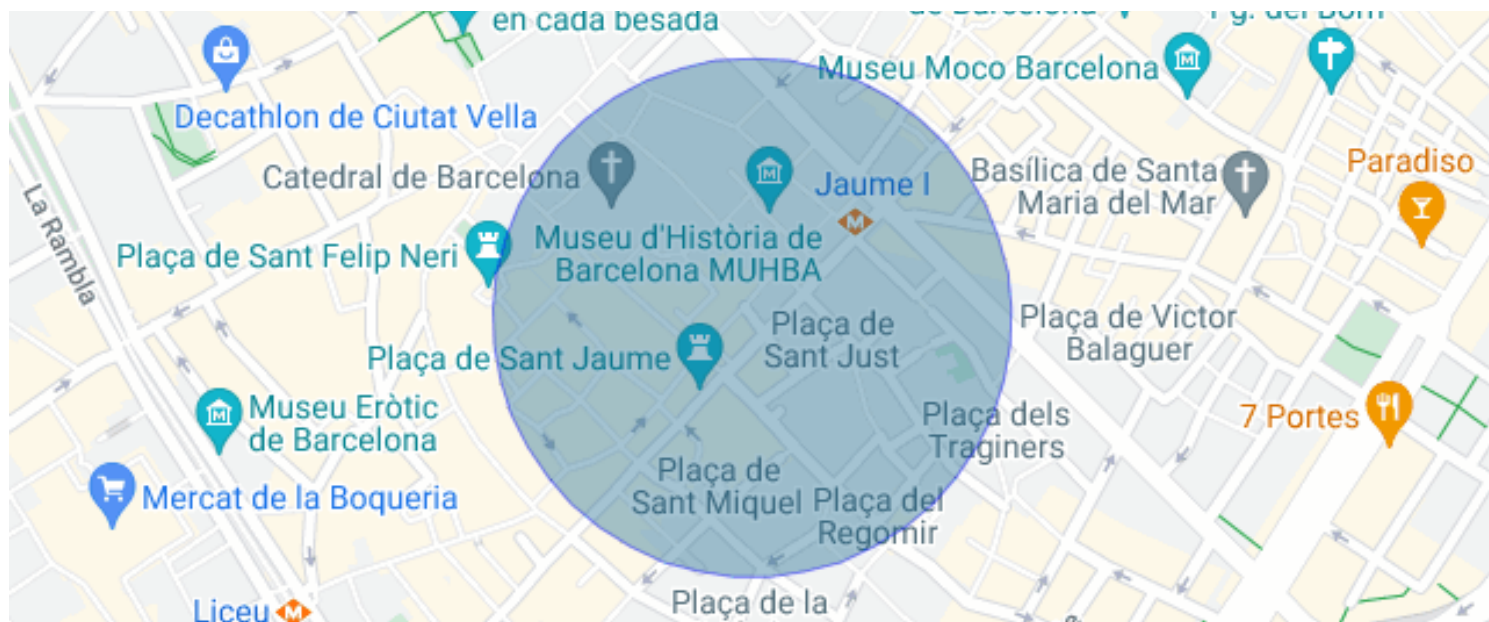 en cada besada
de Barcelona
Pg. del Born
Museu Moco Barcelona
Decathlon de Ciutat Vella
Catedral de Barcelona
Jaume I
Basílica de Santa
Maria del Mar
Paradiso
La Rambla
Plaça de Sant Felip Neri
Museu d'Història de
Barcelona MUHBA
Plaça de
Sant Just
Plaça de Victor
Balaguer
Plaça de Sant Jaume
Museu Eròtic
de Barcelona
Plaça dels
Traginers
7 Portes
Mercat de la Boqueria
Plaça de
Sant Miquel
Plaça del
Regomir
Liceu
Plaça de la